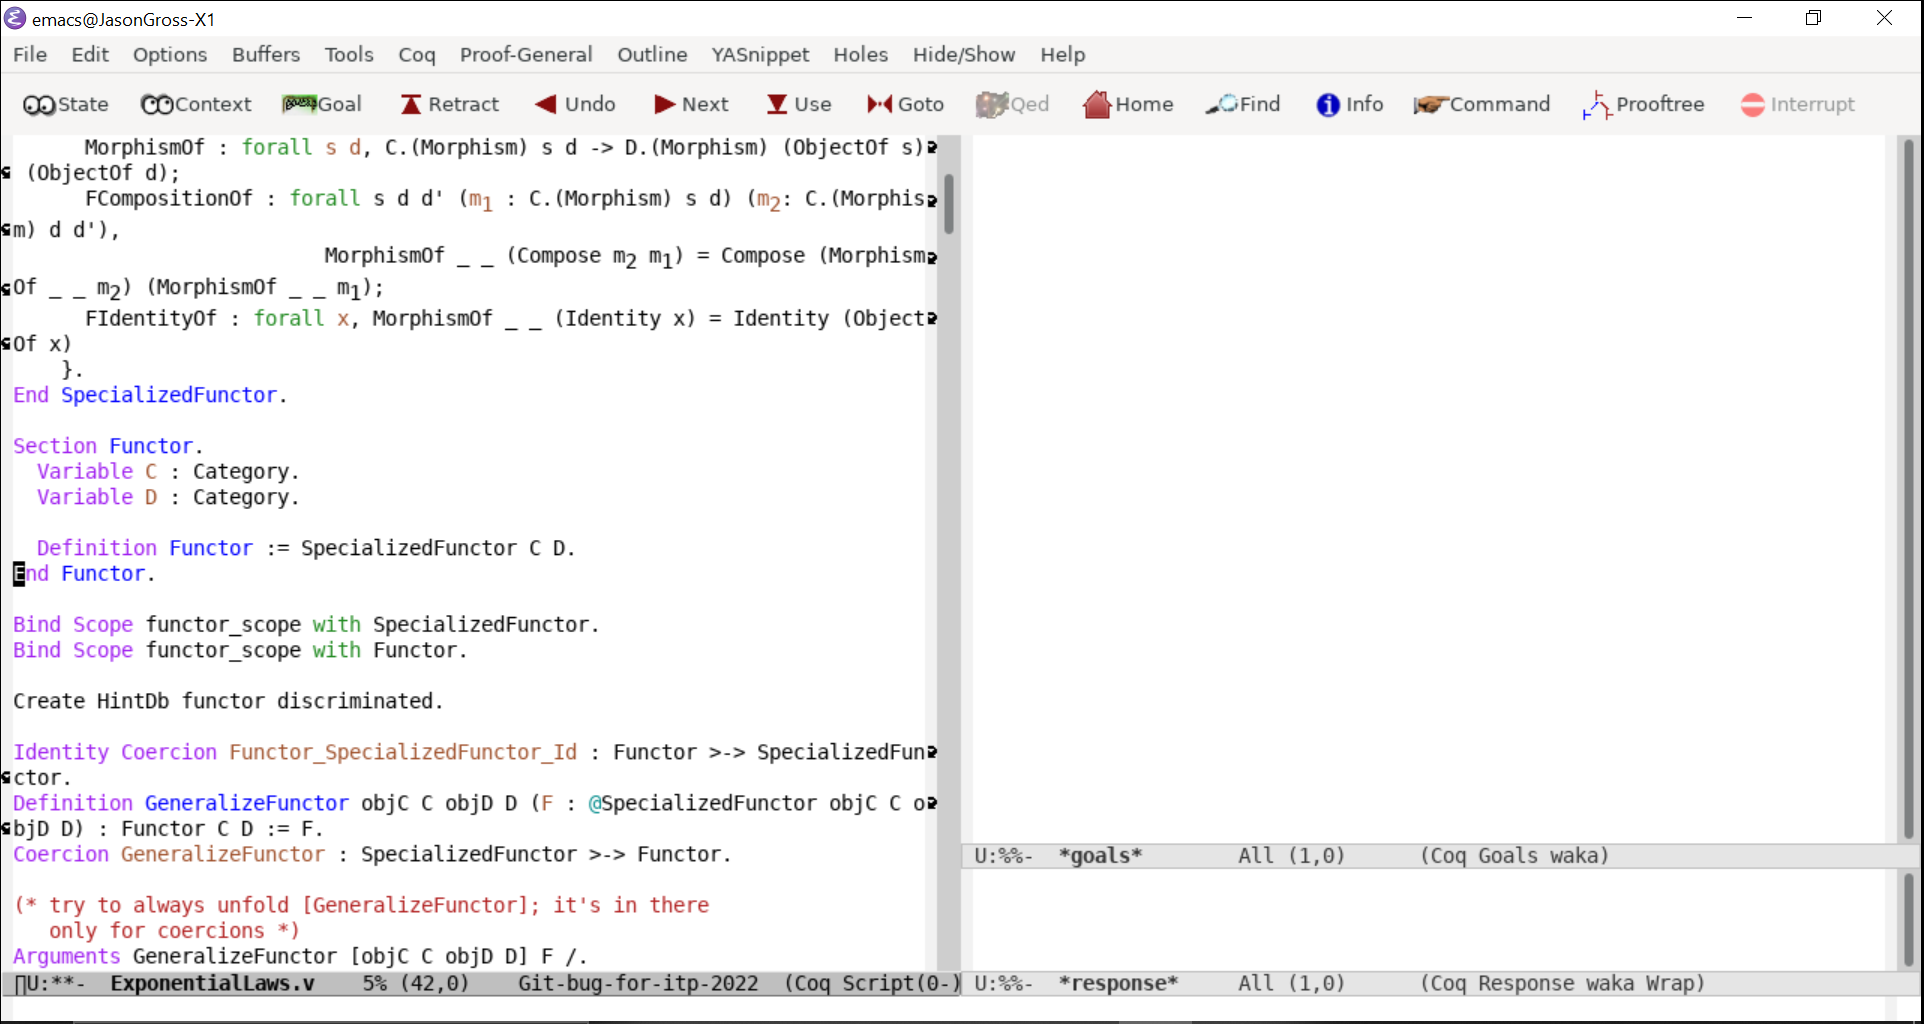 emacs@JasonGross-X1
File Edit Options Buffers Tools Coq Proof-General Outline YASnippet Holes Hide/Show Help
State Context Goal Retract Undo Next Use Goto Qed Home Find Info Command Prooftree Interrupt
MorphismOf : forall s d, C.(Morphism) s d -> D.(Morphism) (ObjectOf s)
(ObjectOf d);
FCompositionOf : forall s d d' (m₁ : C.(Morphism) s d) (m₂: C.(Morphis
m) d d'),
MorphismOf _ _ (Compose m₂ m₁) = Compose (Morphism
Of _ _ m₂) (MorphismOf _ _ m₁);
FIdentityOf : forall x, MorphismOf _ _ (Identity x) = Identity (Object
Of x)
}.
End SpecializedFunctor.
Section Functor.
Variable C : Category.
Variable D : Category.
Definition Functor := SpecializedFunctor C D.
End Functor.
Bind Scope functor_scope with SpecializedFunctor.
Bind Scope functor_scope with Functor.
Create HintDb functor discriminated.
Identity Coercion Functor_SpecializedFunctor_Id : Functor >-> SpecializedFun
ctor.
Definition GeneralizeFunctor objC C objD D (F : @SpecializedFunctor objC C o
bjD D) : Functor C D := F.
Coercion GeneralizeFunctor : SpecializedFunctor >-> Functor.
(* try to always unfold [GeneralizeFunctor]; it's in there
only for coercions *)
Arguments GeneralizeFunctor [objC C objD D] F /.
U:**- ExponentialLaws.v 5% (42,0) Git-bug-for-itp-2022 (Coq Script(0-)
U:%%- *goals* All (1,0) (Coq Goals waka)
U:%%- *response* All (1,0) (Coq Response waka Wrap)